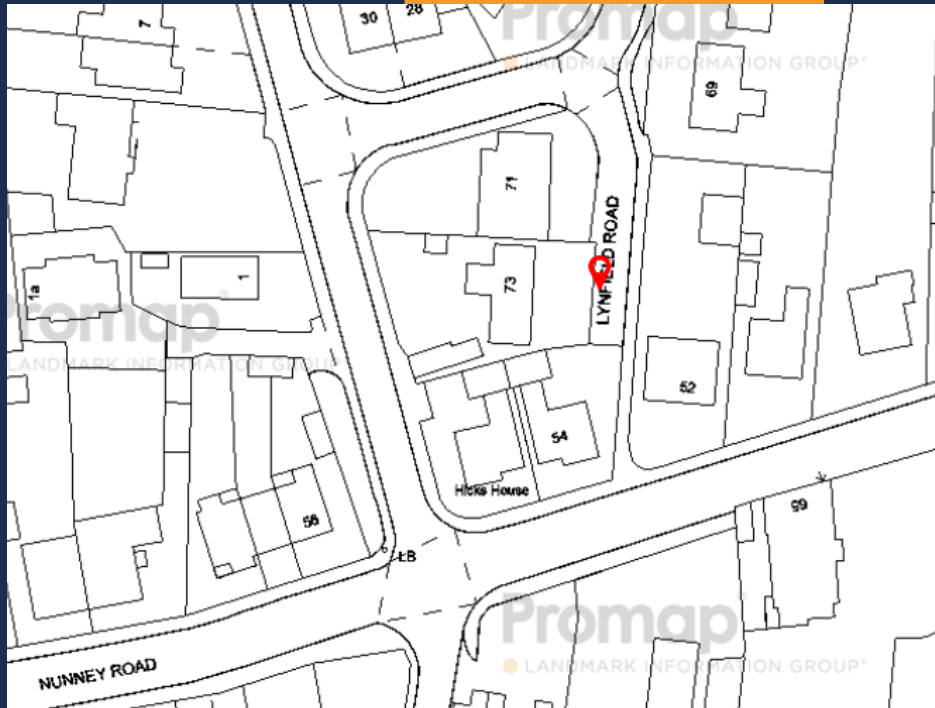 30
28
7
Promap
LANDMARK INFORMATION GROUP
69
71
LYNFIELD ROAD
73
1
1a
Promap
LANDMARK INFORMATION GROUP
52
54
Hicks House
56
99
LB
NUNNEY ROAD
Promap
LANDMARK INFORMATION GROUP